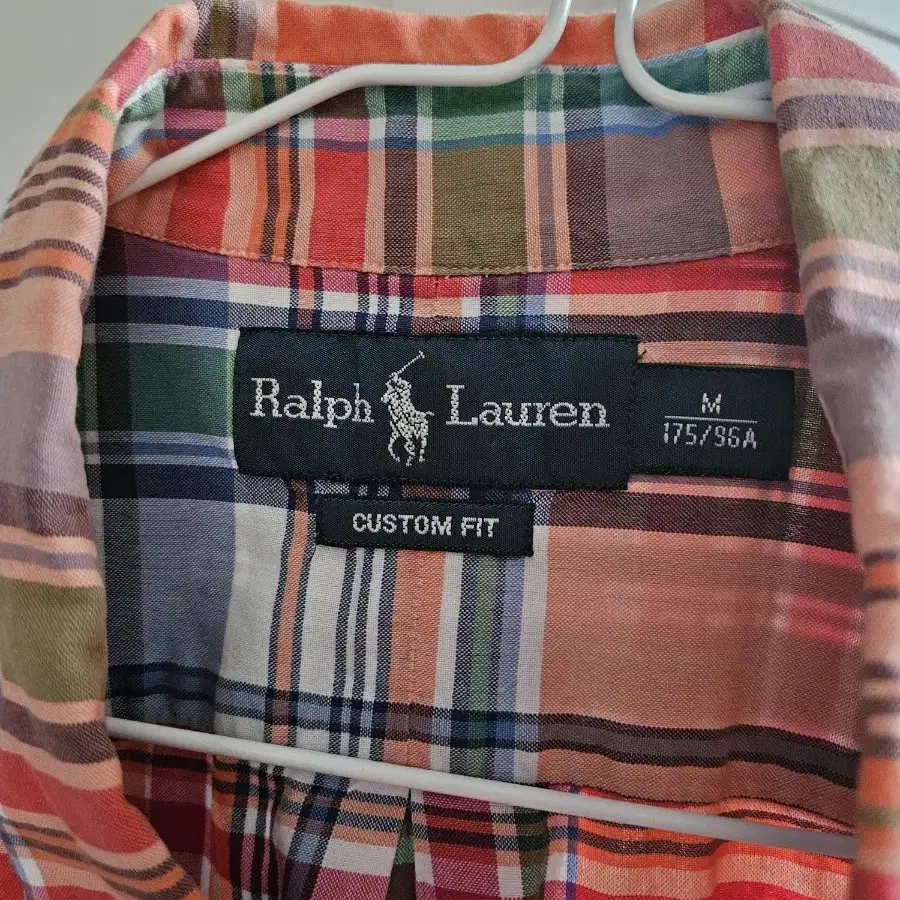 Ralph Lauren
M
175/96A
CUSTOM FIT